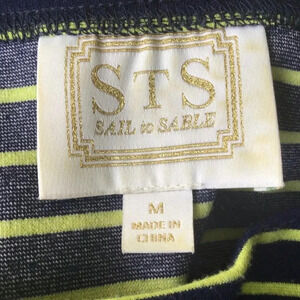 STS
SAIL to SABLE
M
MADE IN
CHINA